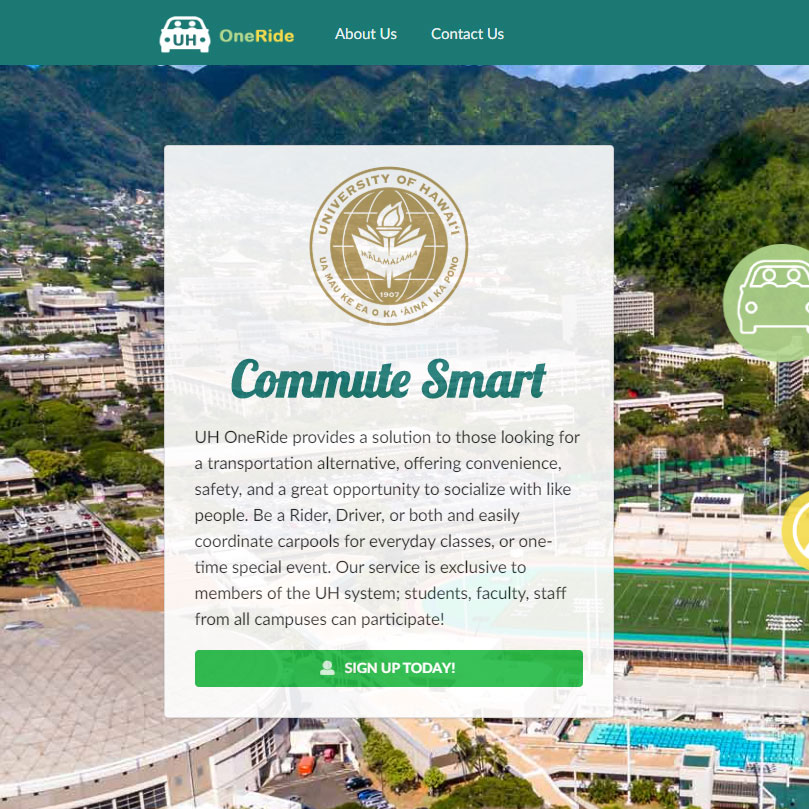 UH OneRide About Us Contact Us
UNIVERSITY OF HAWAI‘I
MĀLAMALAMA
1907
UA MAU KE EA O KA ‘ĀINA I KA PONO
Commute Smart
UH OneRide provides a solution to those looking for
a transportation alternative, offering convenience,
safety, and a great opportunity to socialize with like
people. Be a Rider, Driver, or both and easily
coordinate carpools for everyday classes, or one-
time special event. Our service is exclusive to
members of the UH system; students, faculty, staff
from all campuses can participate!
SIGN UP TODAY!